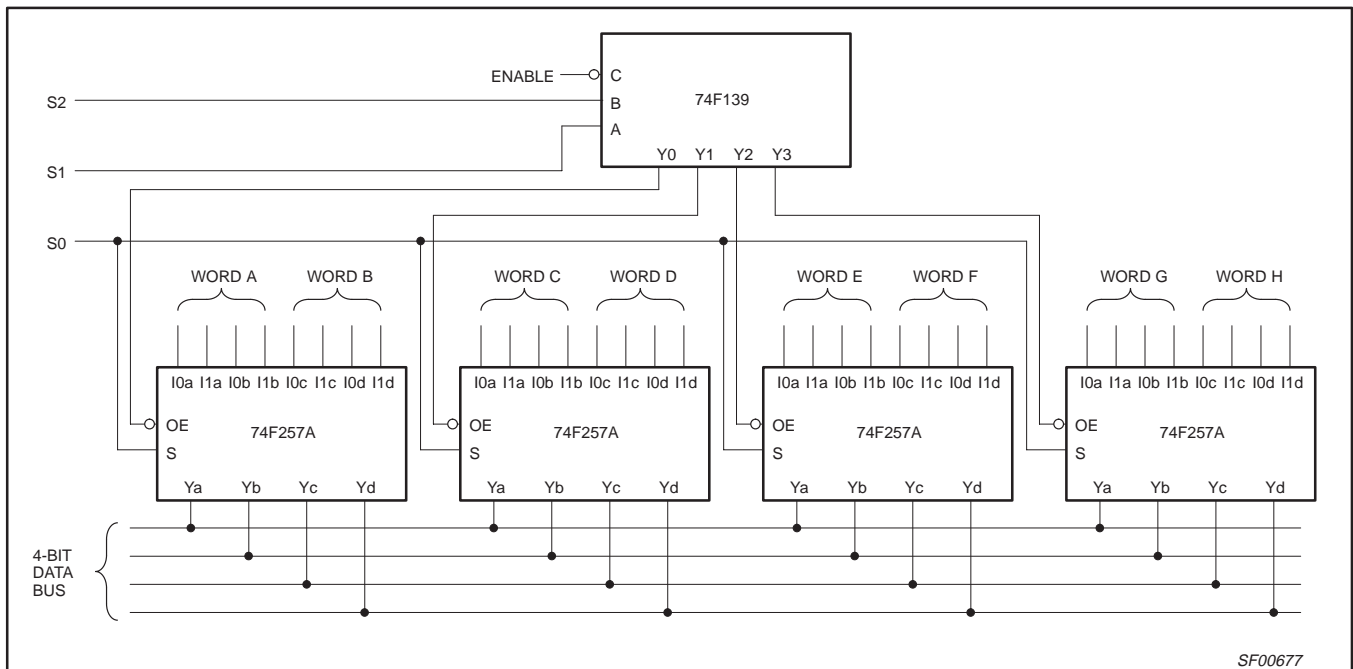 ENABLE C
74F139
S2 B
A
Y0 Y1 Y2 Y3
S1
S0
WORD A WORD B WORD C WORD D WORD E WORD F WORD G WORD H
I0a I1a I0b I1b I0c I1c I0d I1d I0a I1a I0b I1b I0c I1c I0d I1d I0a I1a I0b I1b I0c I1c I0d I1d I0a I1a I0b I1b I0c I1c I0d I1d
OE 74F257A OE 74F257A OE 74F257A OE 74F257A
S S S S
Ya Yb Yc Yd Ya Yb Yc Yd Ya Yb Yc Yd Ya Yb Yc Yd
4-BIT
DATA
BUS
SF00677